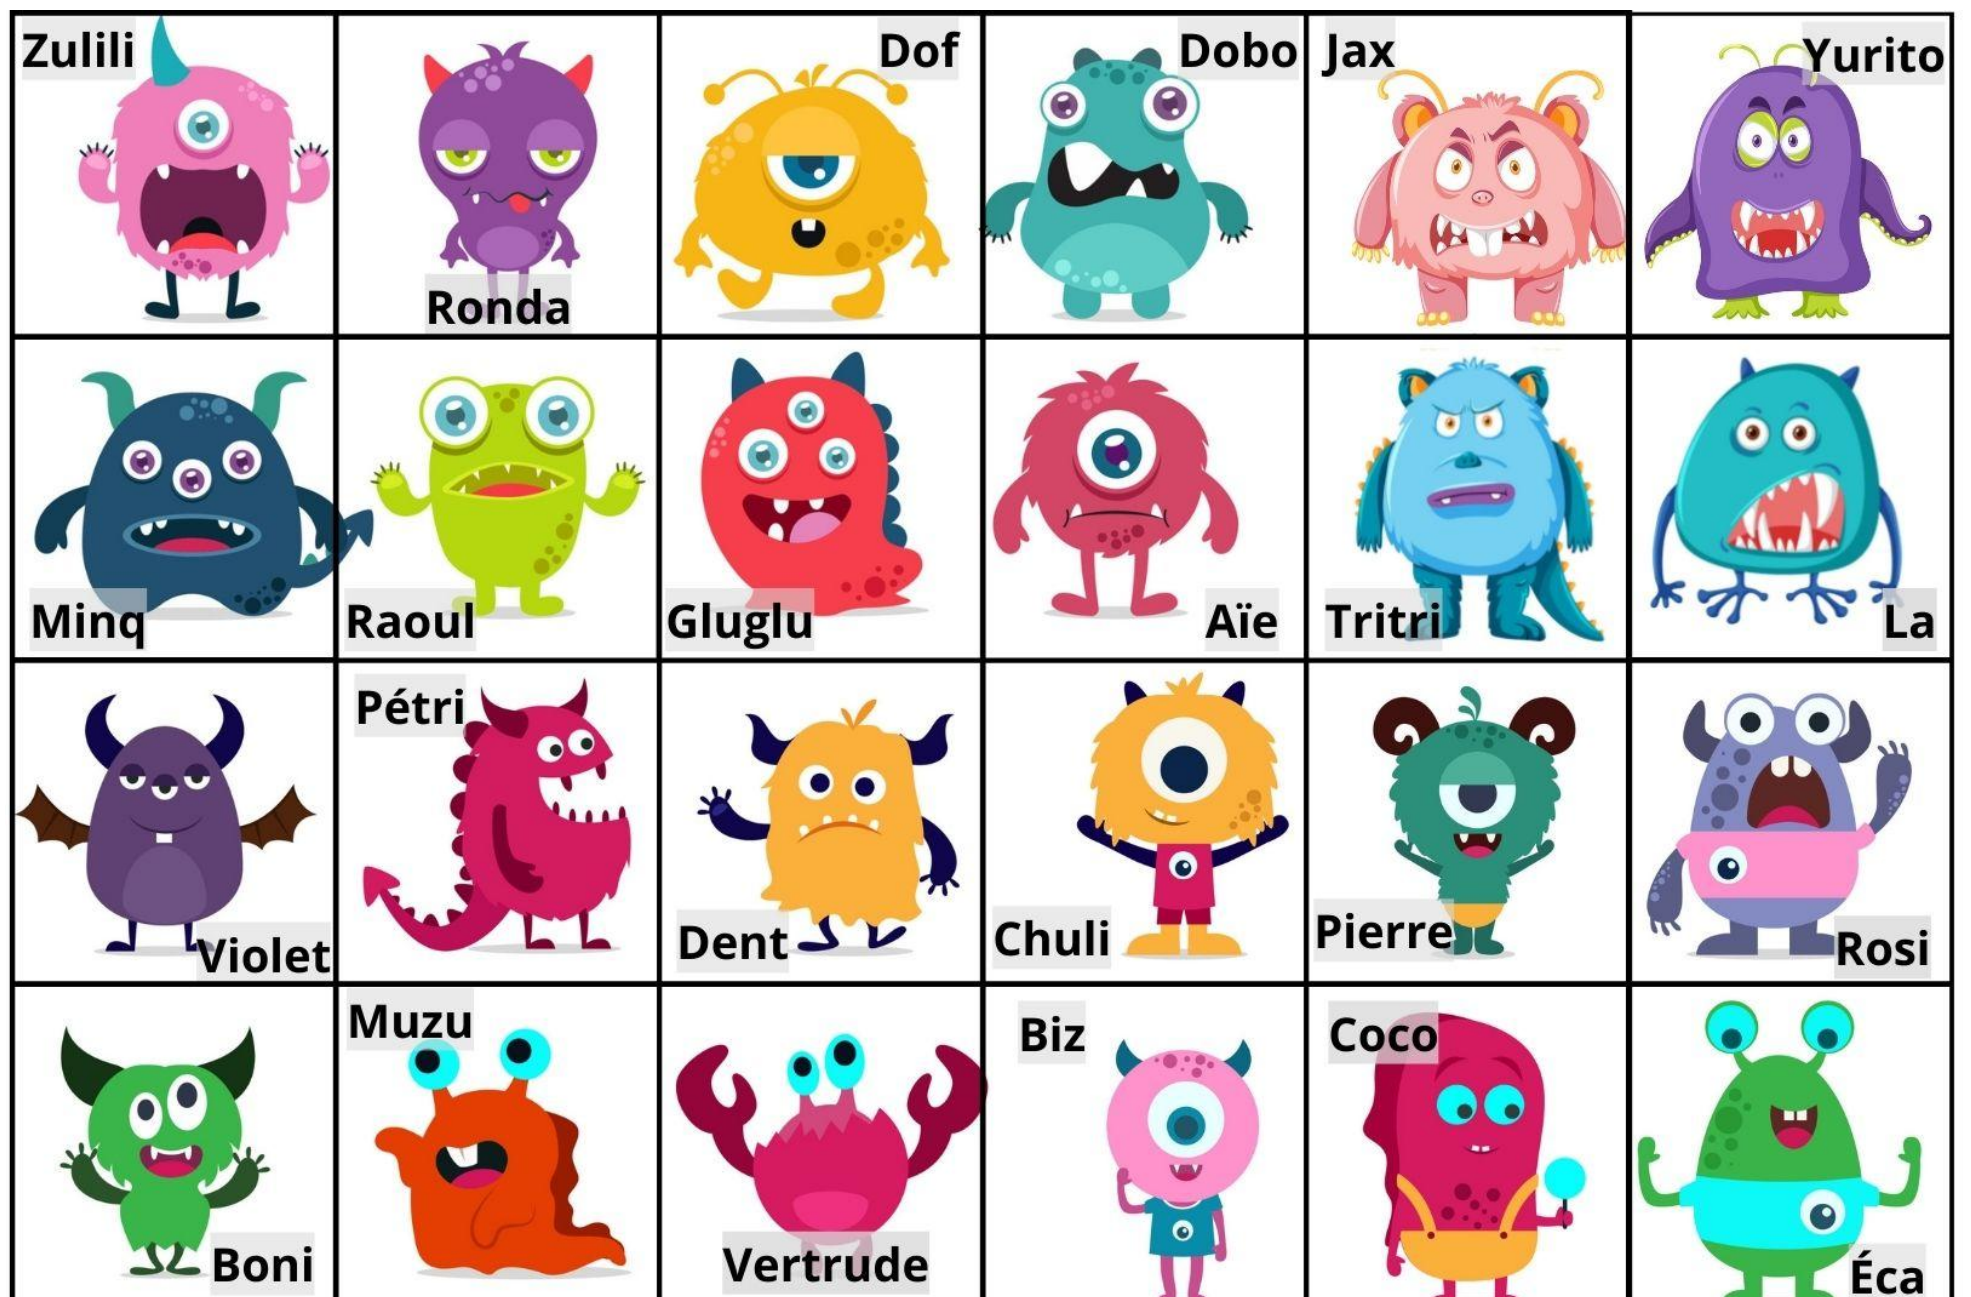 Zulili
Ronda
Dof
Dobo
Jax
Yurito
Minq
Raoul
Gluglu
Aïe
Tritri
La
Violet
Pétri
Dent
Chuli
Pierre
Rosi
Boni
Muzu
Vertrude
Biz
Coco
Éca